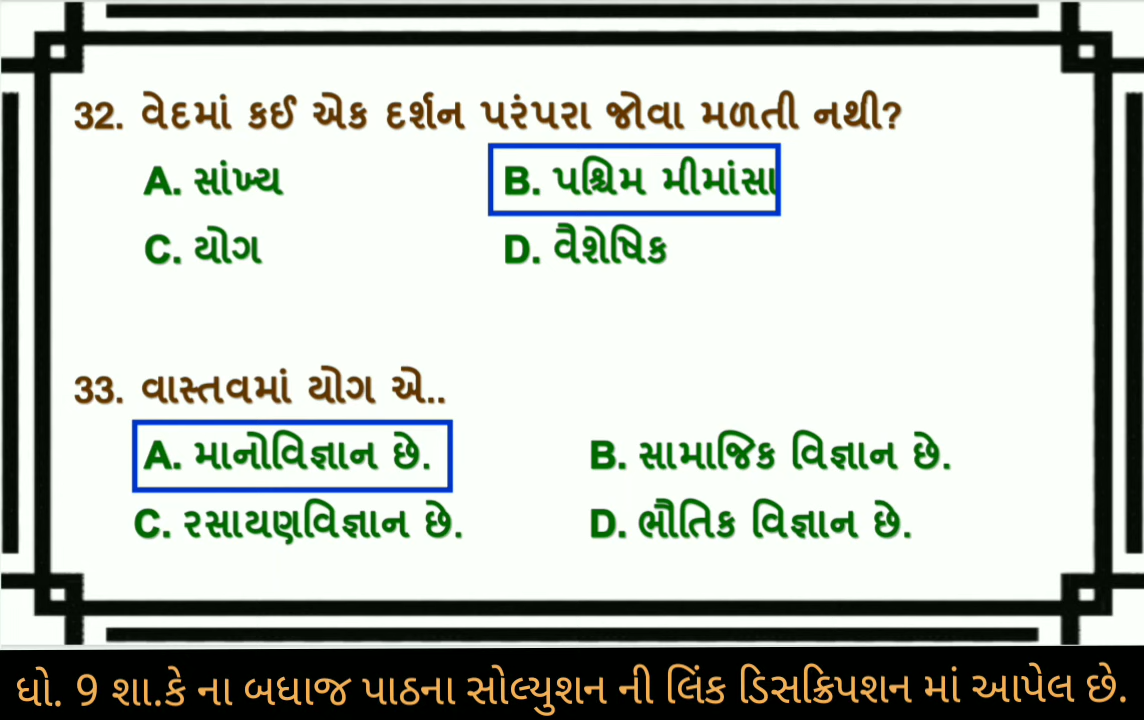 32. વેદમાં કઈ એક દર્શન પરંપરા જોવા મળતી નથી?
A. સાંખ્ય B. પશ્ચિમ મીમાંસા
C. યોગ D. વૈશેષિક
33. વાસ્તવમાં યોગ એ..
A. માનોવિજ્ઞાન છે. B. સામાજિક વિજ્ઞાન છે.
C. રસાયણવિજ્ઞાન છે. D. ભૌતિક વિજ્ઞાન છે.
ધો. 9 શા.કે ના બધાજ પાઠના સોલ્યુશન ની લિંક ડિસક્રિપશન માં આપેલ છે.